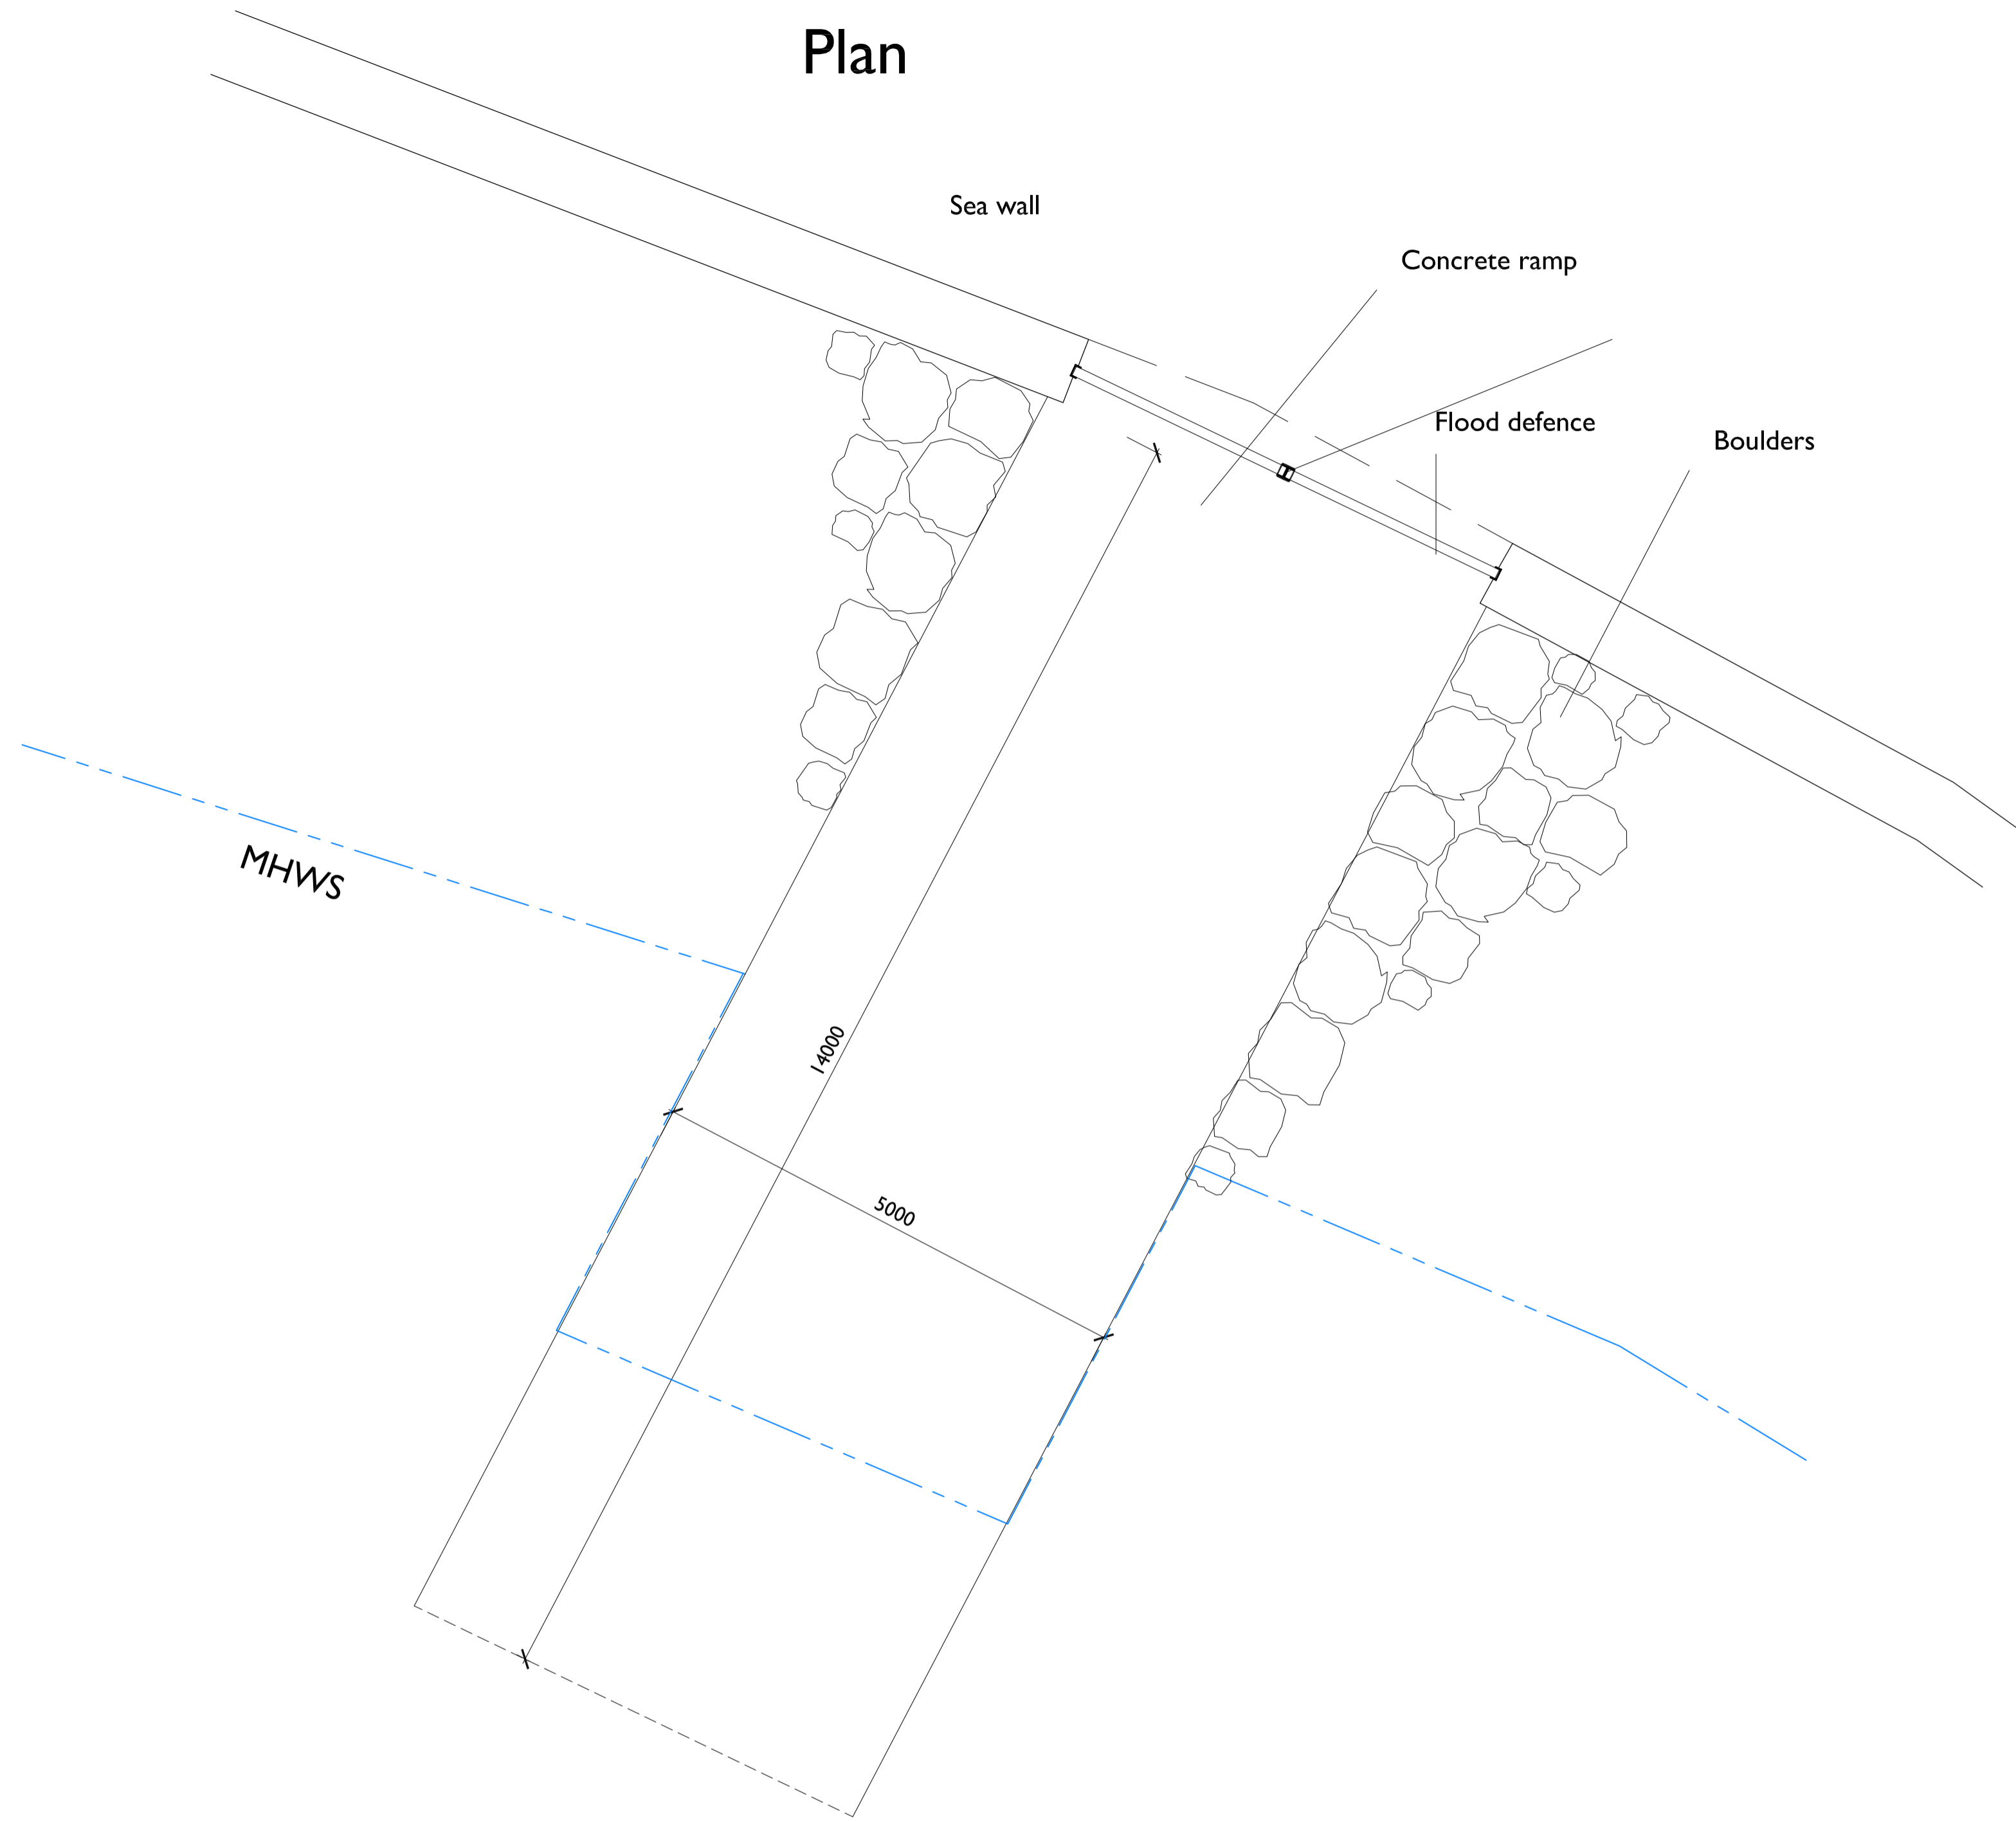 Plan
Sea wall
Concrete ramp
Flood defence
Boulders
MHWS
14000
5000